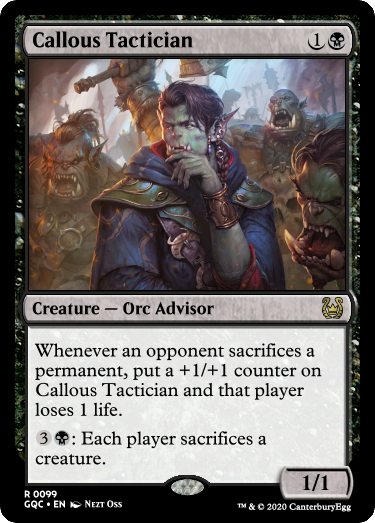 Callous Tactician 1
Creature — Orc Advisor
Whenever an opponent sacrifices a
permanent, put a +1/+1 counter on
Callous Tactician and that player
loses 1 life.
3 : Each player sacrifices a
creature.
1/1
R 0099
GQC • EN Nezt Oss
™ & © 2020 CanterburyEgg